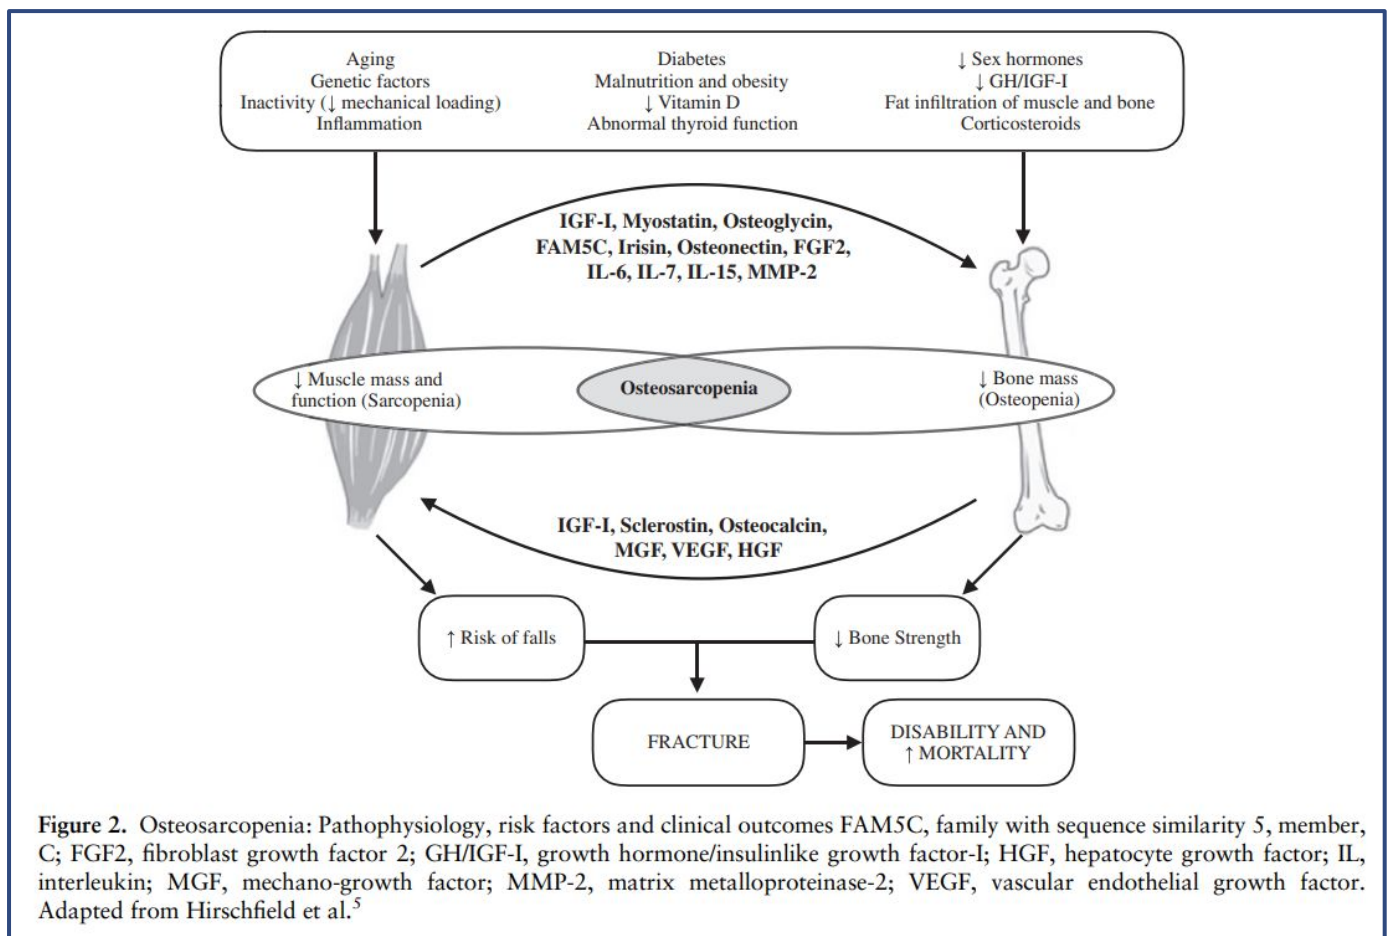 Aging
Genetic factors
Inactivity (↓ mechanical loading)
Inflammation
Diabetes
Malnutrition and obesity
↓ Vitamin D
Abnormal thyroid function
↓ Sex hormones
↓ GH/IGF-I
Fat infiltration of muscle and bone
Corticosteroids
IGF-I, Myostatin, Osteoglycin,
FAM5C, Irisin, Osteonectin, FGF2,
IL-6, IL-7, IL-15, MMP-2
↓ Muscle mass and
function (Sarcopenia)
Osteosarcopenia
↓ Bone mass
(Osteopenia)
IGF-I, Sclerostin, Osteocalcin,
MGF, VEGF, HGF
↑ Risk of falls
↓ Bone Strength
FRACTURE
DISABILITY AND
↑ MORTALITY
Figure 2. Osteosarcopenia: Pathophysiology, risk factors and clinical outcomes FAM5C, family with sequence similarity 5, member,
C; FGF2, fibroblast growth factor 2; GH/IGF-I, growth hormone/insulinlike growth factor-I; HGF, hepatocyte growth factor; IL,
interleukin; MGF, mechano-growth factor; MMP-2, matrix metalloproteinase-2; VEGF, vascular endothelial growth factor.
Adapted from Hirschfield et al.5